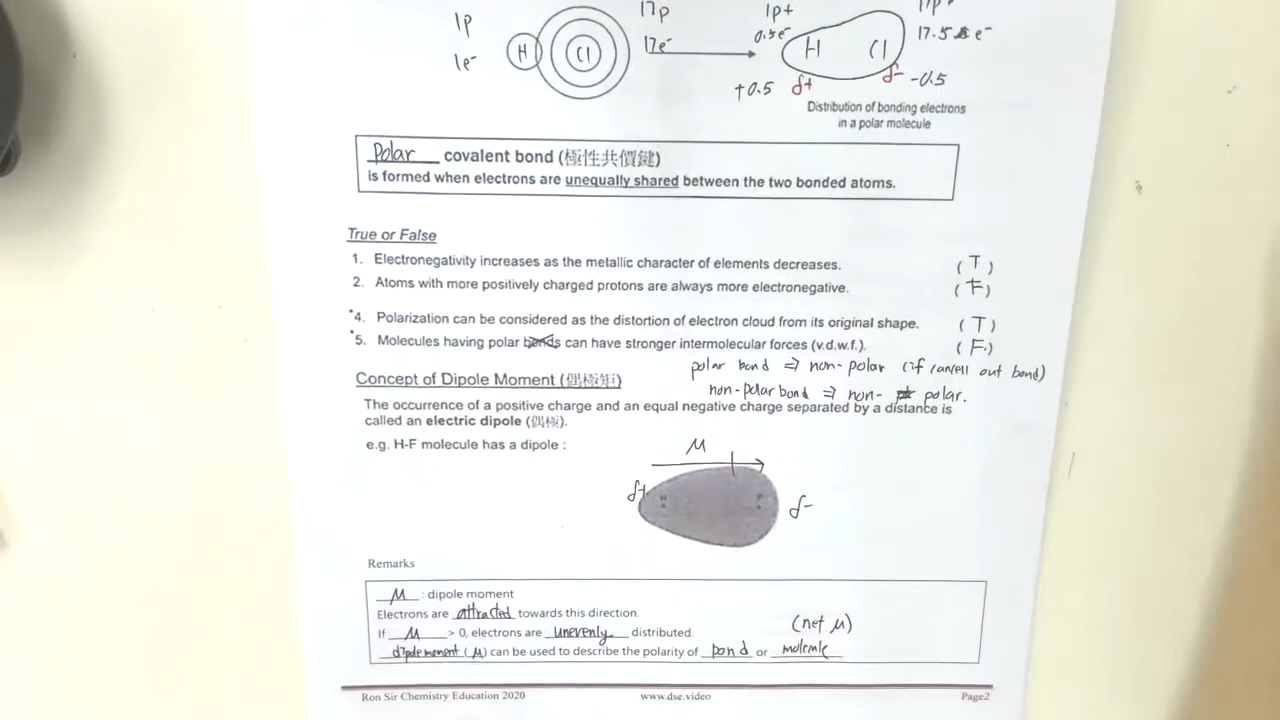 1p 17p 1p+ 17p+
1e- H Cl 17e- 0.5e- H Cl 17.5 e-
+0.5 δ+ δ- -0.5
Distribution of bonding electrons
in a polar molecule
Polar covalent bond (極性共價鍵)
is formed when electrons are unequally shared between the two bonded atoms.
True or False
1. Electronegativity increases as the metallic character of elements decreases. (T)
2. Atoms with more positively charged protons are always more electronegative. (F)
*4. Polarization can be considered as the distortion of electron cloud from its original shape. (T)
*5. Molecules having polar bonds can have stronger intermolecular forces (v.d.w.f.). (F.)
polar bond ⇒ non-polar (if cancell out bond)
Concept of Dipole Moment (偶極矩)
non-polar bond ⇒ non- polar.
The occurrence of a positive charge and an equal negative charge separated by a distance is
called an electric dipole (偶極).
e.g. H-F molecule has a dipole :
μ
δ+ H F δ-
Remarks
μ : dipole moment
Electrons are attracted towards this direction.
If μ > 0, electrons are unevenly distributed. (net μ)
dipole moment (μ) can be used to describe the polarity of bond or molecule
Ron Sir Chemistry Education 2020 www.dse.video Page2